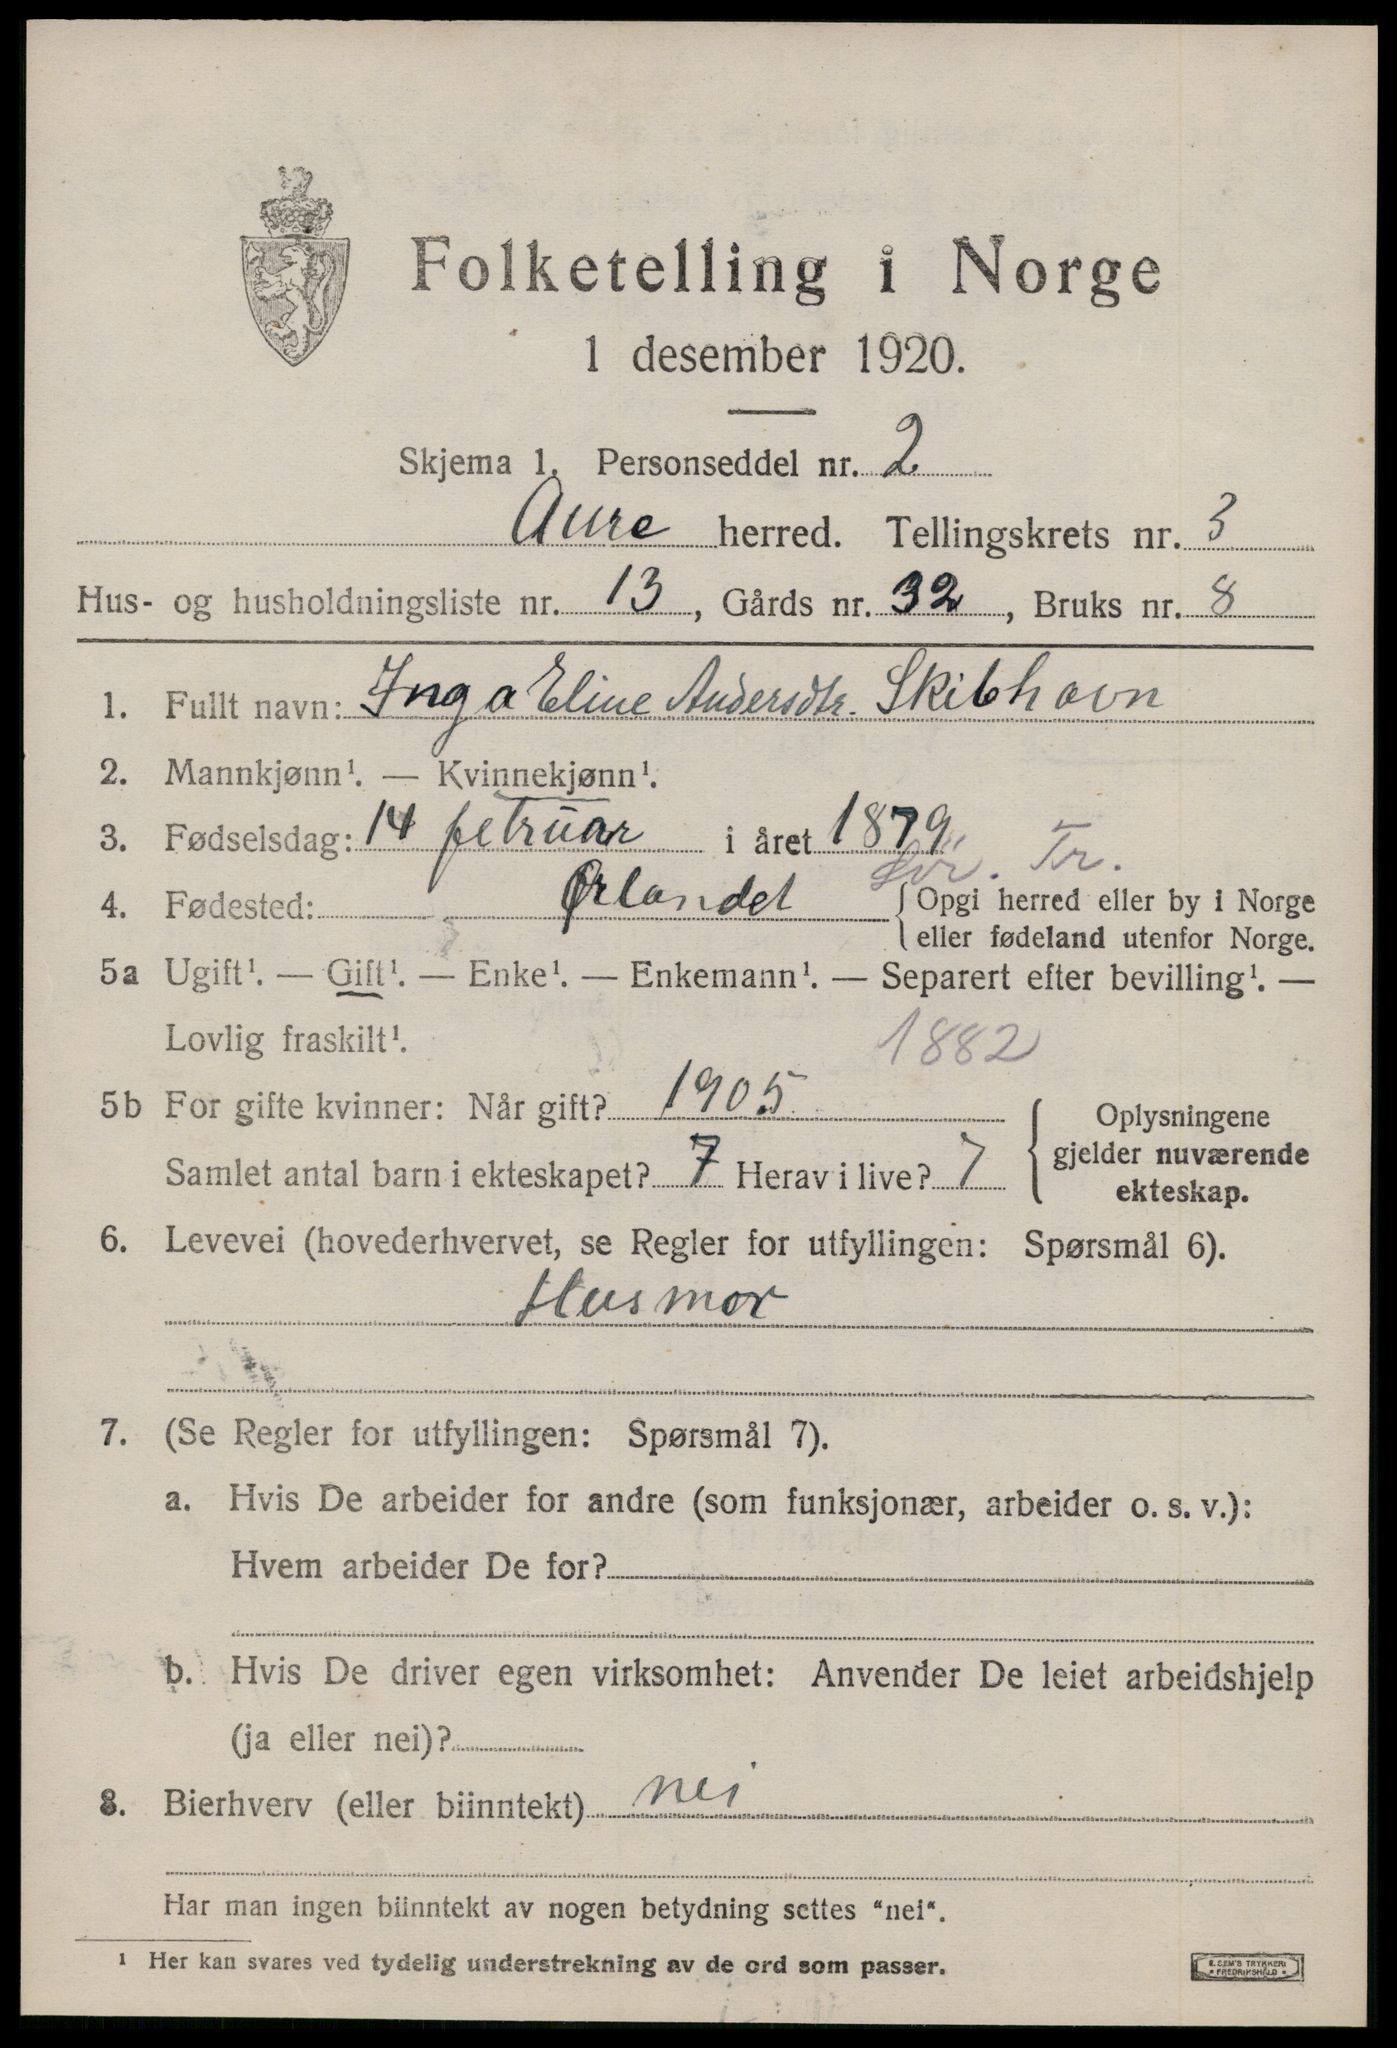 Folketelling i Norge
1 desember 1920.
Skjema 1. Personseddel nr. 2
Aure herred. Tellingskrets nr. 3
Hus- og husholdningsliste nr. 13, Gårds nr. 32, Bruks nr. 8
1. Fullt navn: Inga Eline Andersdtr. Skibhavn
2. Mannkjønn¹. — Kvinnekjønn¹.
3. Fødselsdag: 14 fetruar i året 1879
Sör. Tr.
4. Fødested: Ørlandet {Opgi herred eller by i Norge
eller fødeland utenfor Norge.
5a Ugift¹. — Gift¹. — Enke¹. — Enkemann¹. — Separert efter bevilling¹. —
Lovlig fraskilt¹. 1882
5b For gifte kvinner: Når gift? 1905
Samlet antal barn i ekteskapet? 7 Herav i live? 7
{ Oplysningene
gjelder nuværende
ekteskap.
6. Levevei (hovederhvervet, se Regler for utfyllingen: Spørsmål 6).
Husmor
7. (Se Regler for utfyllingen: Spørsmål 7).
a. Hvis De arbeider for andre (som funksjonær, arbeider o. s. v.):
Hvem arbeider De for?
b. Hvis De driver egen virksomhet: Anvender De leiet arbeidshjelp
(ja eller nei)?
8. Bierhverv (eller biinntekt) nei
Har man ingen biinntekt av nogen betydning settes “nei“.
¹ Her kan svares ved tydelig understrekning av de ord som passer.
E. SEM'S TRYKKERI
* FREDRIKSHALD *